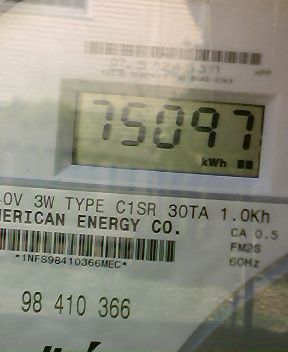 75097
kWh
0V 3W TYPE C1SR 30TA 1.0Kh
MERICAN ENERGY CO.
CA 0.5
FM2S
60Hz
*1NFS98410366MEC*
98 410 366